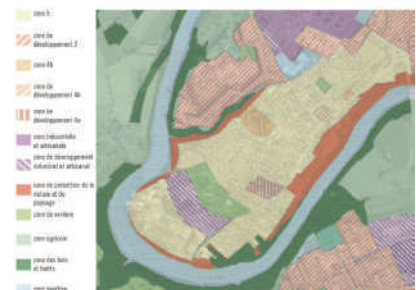 zone 5
zone de
développement 3
zone 4B
zone de
développement 4B
zone de
développement 4a
zone industrielle
et artisanale
zone de développement
industriel et artisanal
zone de protection de la
nature et du
paysage
zone de verdure
zone agricole
zone des bois
et forêts